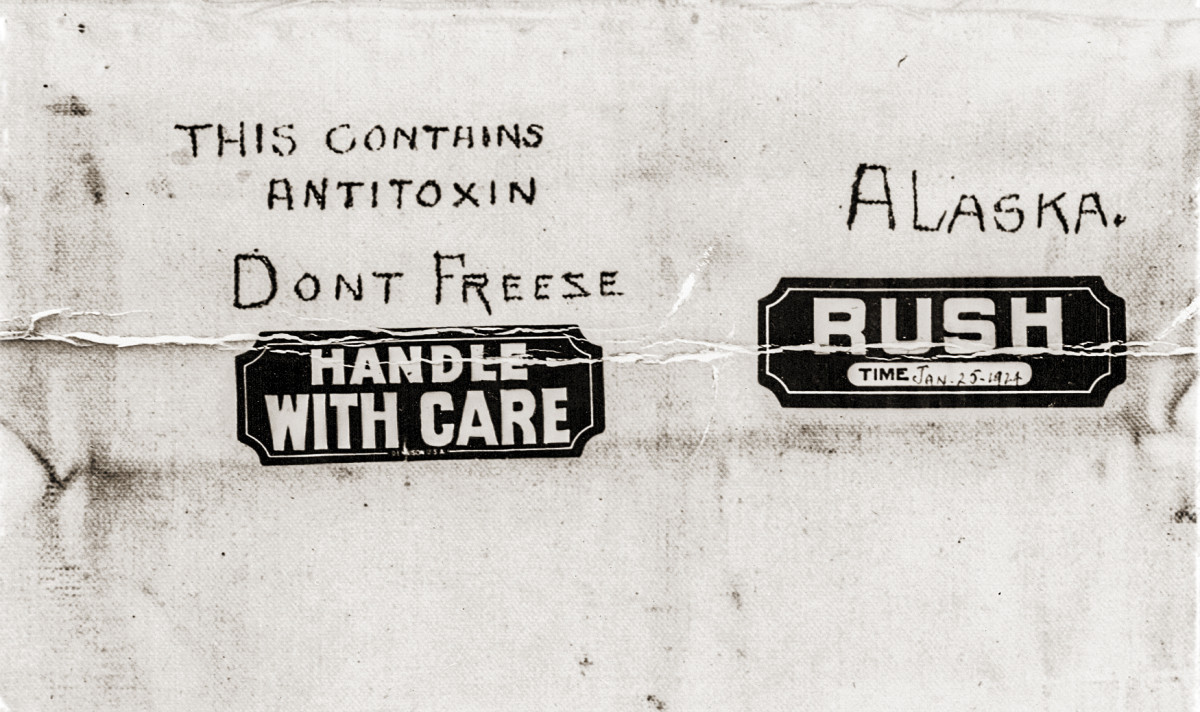 THIS CONTAINS
ANTITOXIN
DONT FREESE
HANDLE
WITH CARE
ALASKA.
RUSH
TIME JAN-25-1924